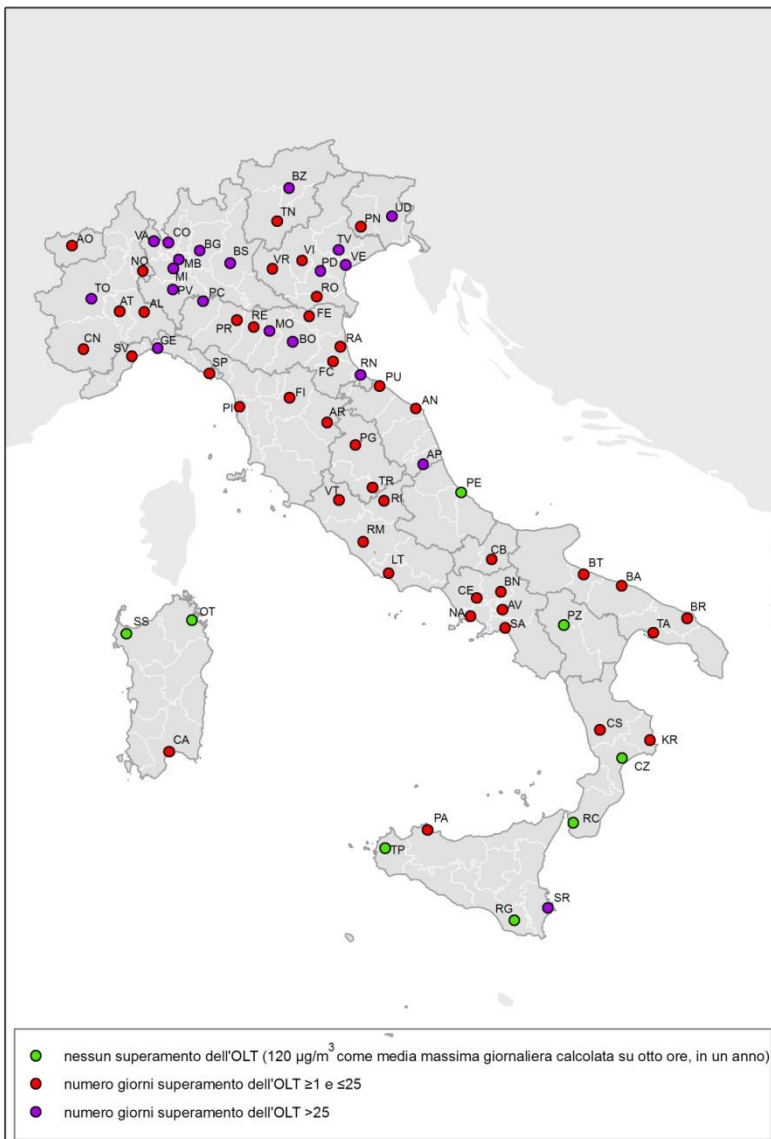 BZ
UD
TN
PN
AO
VA
CO
TV
BG
BS
VI
VE
NO
MB
VR
PD
MI
TO
PV
RO
PC
AT
AL
FE
RE
MO
PR
BO
RA
CN
GE
SV
FC
RN
SP
PU
FI
PI
AN
AR
PG
AP
TR
PE
VT
RI
RM
CB
LT
BT
BA
BN
CE
AV
OT
SS
NA
SA
PZ
BR
TA
CS
KR
CA
CZ
PA
RC
TP
SR
RG
nessun superamento dell'OLT (120 µg/m³ come media massima giornaliera calcolata su otto ore, in un anno)
numero giorni superamento dell'OLT ≥1 e ≤25
numero giorni superamento dell'OLT >25